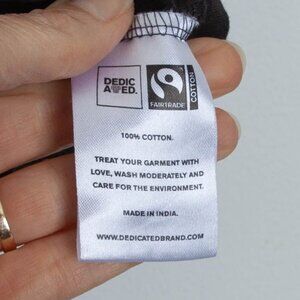 DEDIC
ATED.
FAIRTRADE
COTTON
100% COTTON.
TREAT YOUR GARMENT WITH
LOVE, WASH MODERATELY AND
CARE FOR THE ENVIRONMENT.
MADE IN INDIA.
WWW.DEDICATEDBRAND.COM